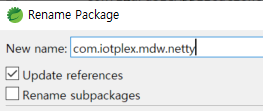 Rename Package
New name: com.iotplex.mdw.netty
Update references
Rename subpackages